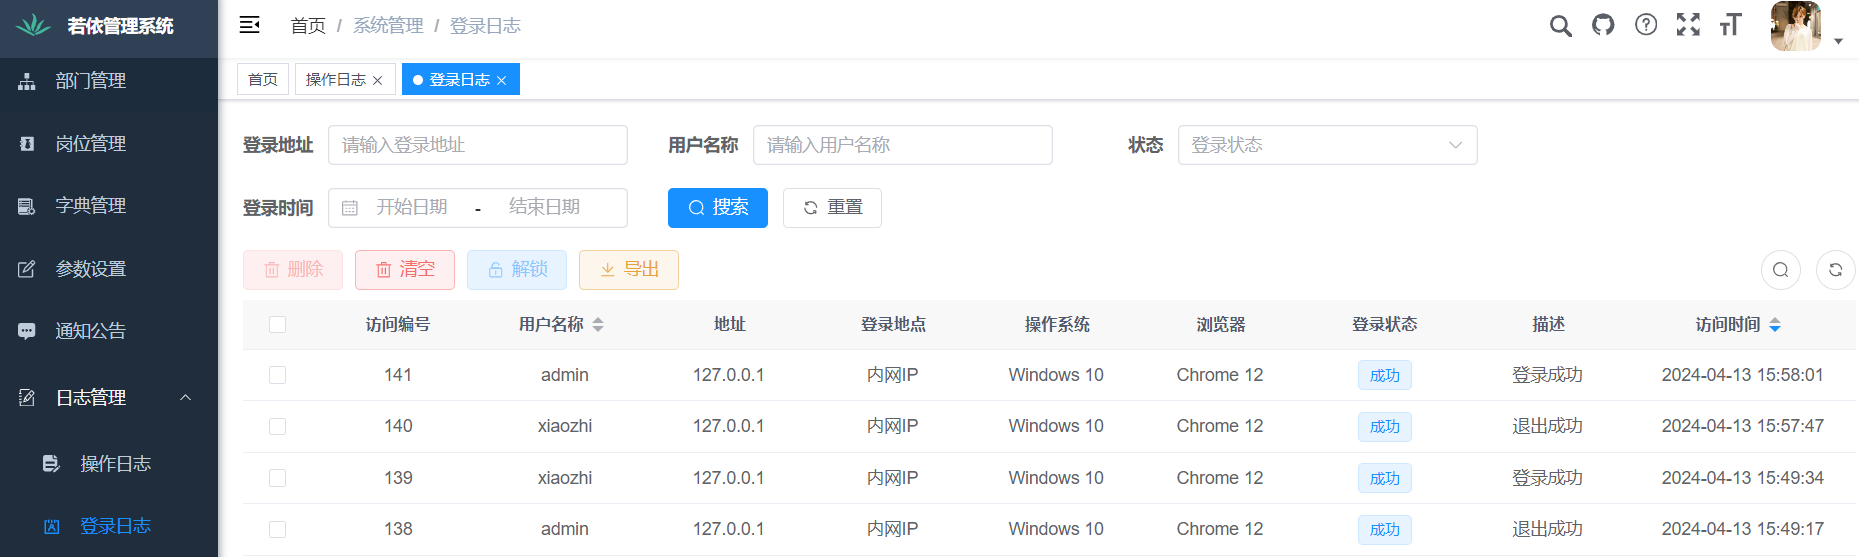 若依管理系统
首页 / 系统管理 / 登录日志
部门管理
岗位管理
字典管理
参数设置
通知公告
日志管理
操作日志
登录日志
首页 操作日志 登录日志
登录地址 请输入登录地址 用户名称 请输入用户名称 状态 登录状态
登录时间 开始日期 - 结束日期 搜索 重置
删除 清空 解锁 导出
访问编号 用户名称 地址 登录地点 操作系统 浏览器 登录状态 描述 访问时间
141 admin 127.0.0.1 内网IP Windows 10 Chrome 12 成功 登录成功 2024-04-13 15:58:01
140 xiaozhi 127.0.0.1 内网IP Windows 10 Chrome 12 成功 退出成功 2024-04-13 15:57:47
139 xiaozhi 127.0.0.1 内网IP Windows 10 Chrome 12 成功 登录成功 2024-04-13 15:49:34
138 admin 127.0.0.1 内网IP Windows 10 Chrome 12 成功 退出成功 2024-04-13 15:49:17